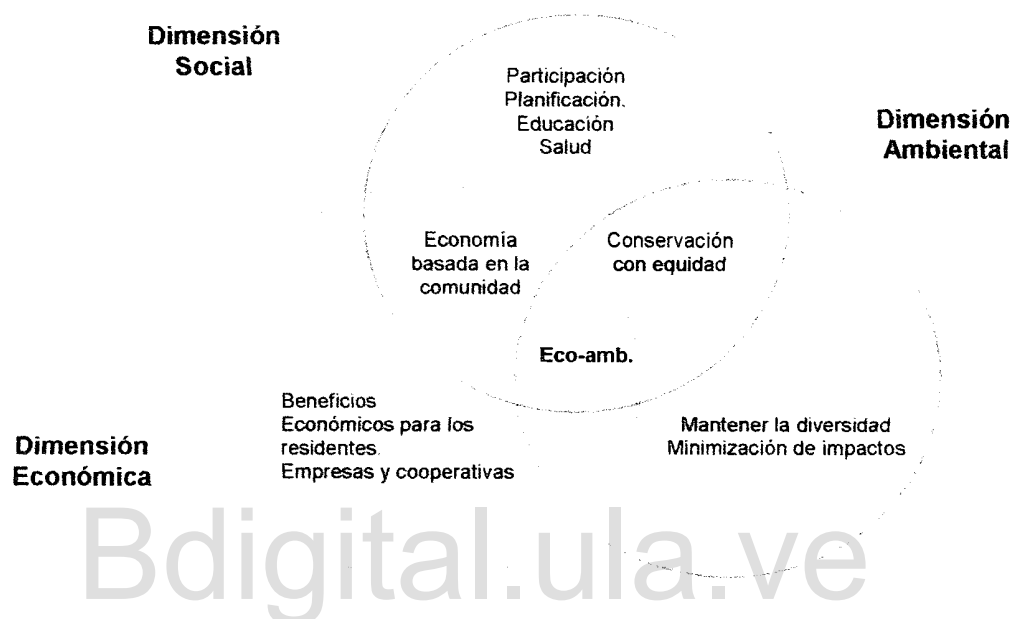 Dimensión
Social
Participación
Planificación.
Educación
Salud
Dimensión
Ambiental
Economía
basada en la
comunidad
Conservación
con equidad
Eco-amb.
Beneficios
Económicos para los
residentes.
Empresas y cooperativas
Mantener la diversidad
Minimización de impactos
Dimensión
Económica
Bdigital.ula.ve